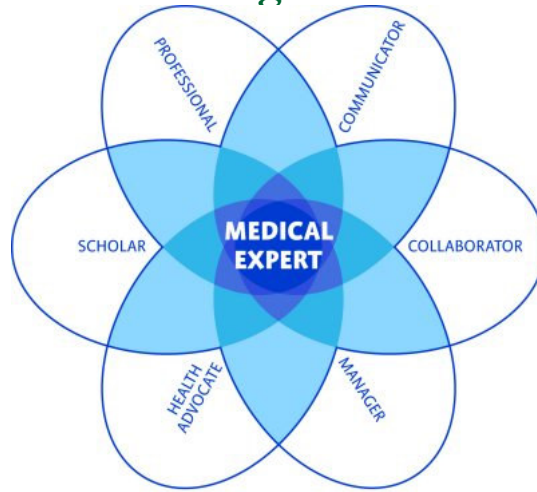 PROFESSIONAL
COMMUNICATOR
SCHOLAR
MEDICAL
EXPERT
COLLABORATOR
HEALTH
ADVOCATE
MANAGER